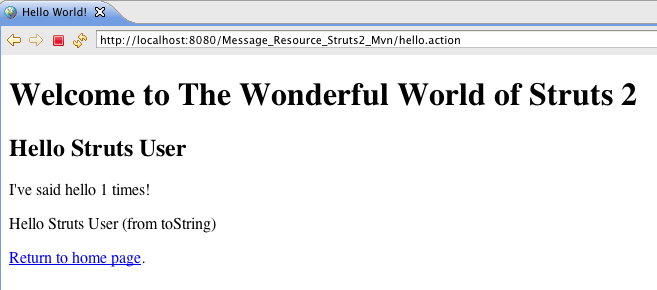 Hello World!
http://localhost:8080/Message_Resource_Struts2_Mvn/hello.action
Welcome to The Wonderful World of Struts 2
Hello Struts User
I've said hello 1 times!
Hello Struts User (from toString)
Return to home page.